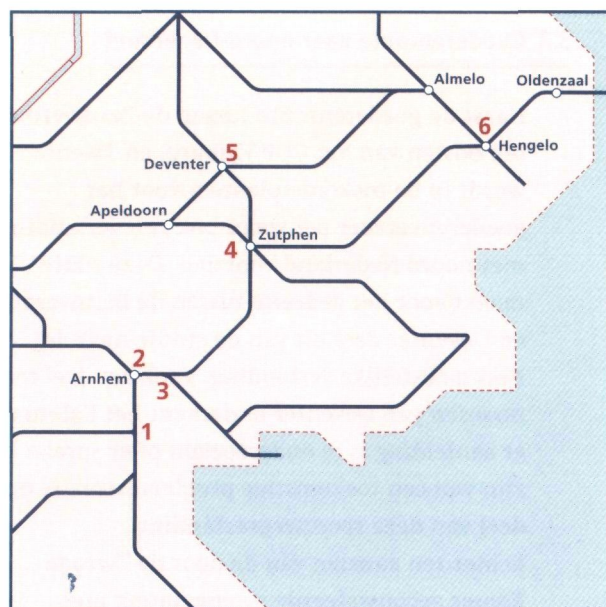 Almelo
Oldenzaal
6
Hengelo
5
Deventer
Apeldoorn
4
Zutphen
2
Arnhem
3
1